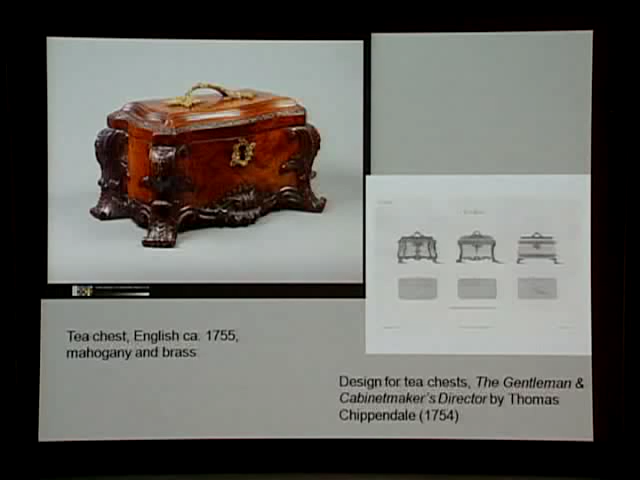 Tea chest, English ca. 1755,
mahogany and brass
Design for tea chests, The Gentleman &
Cabinetmaker's Director by Thomas
Chippendale (1754)